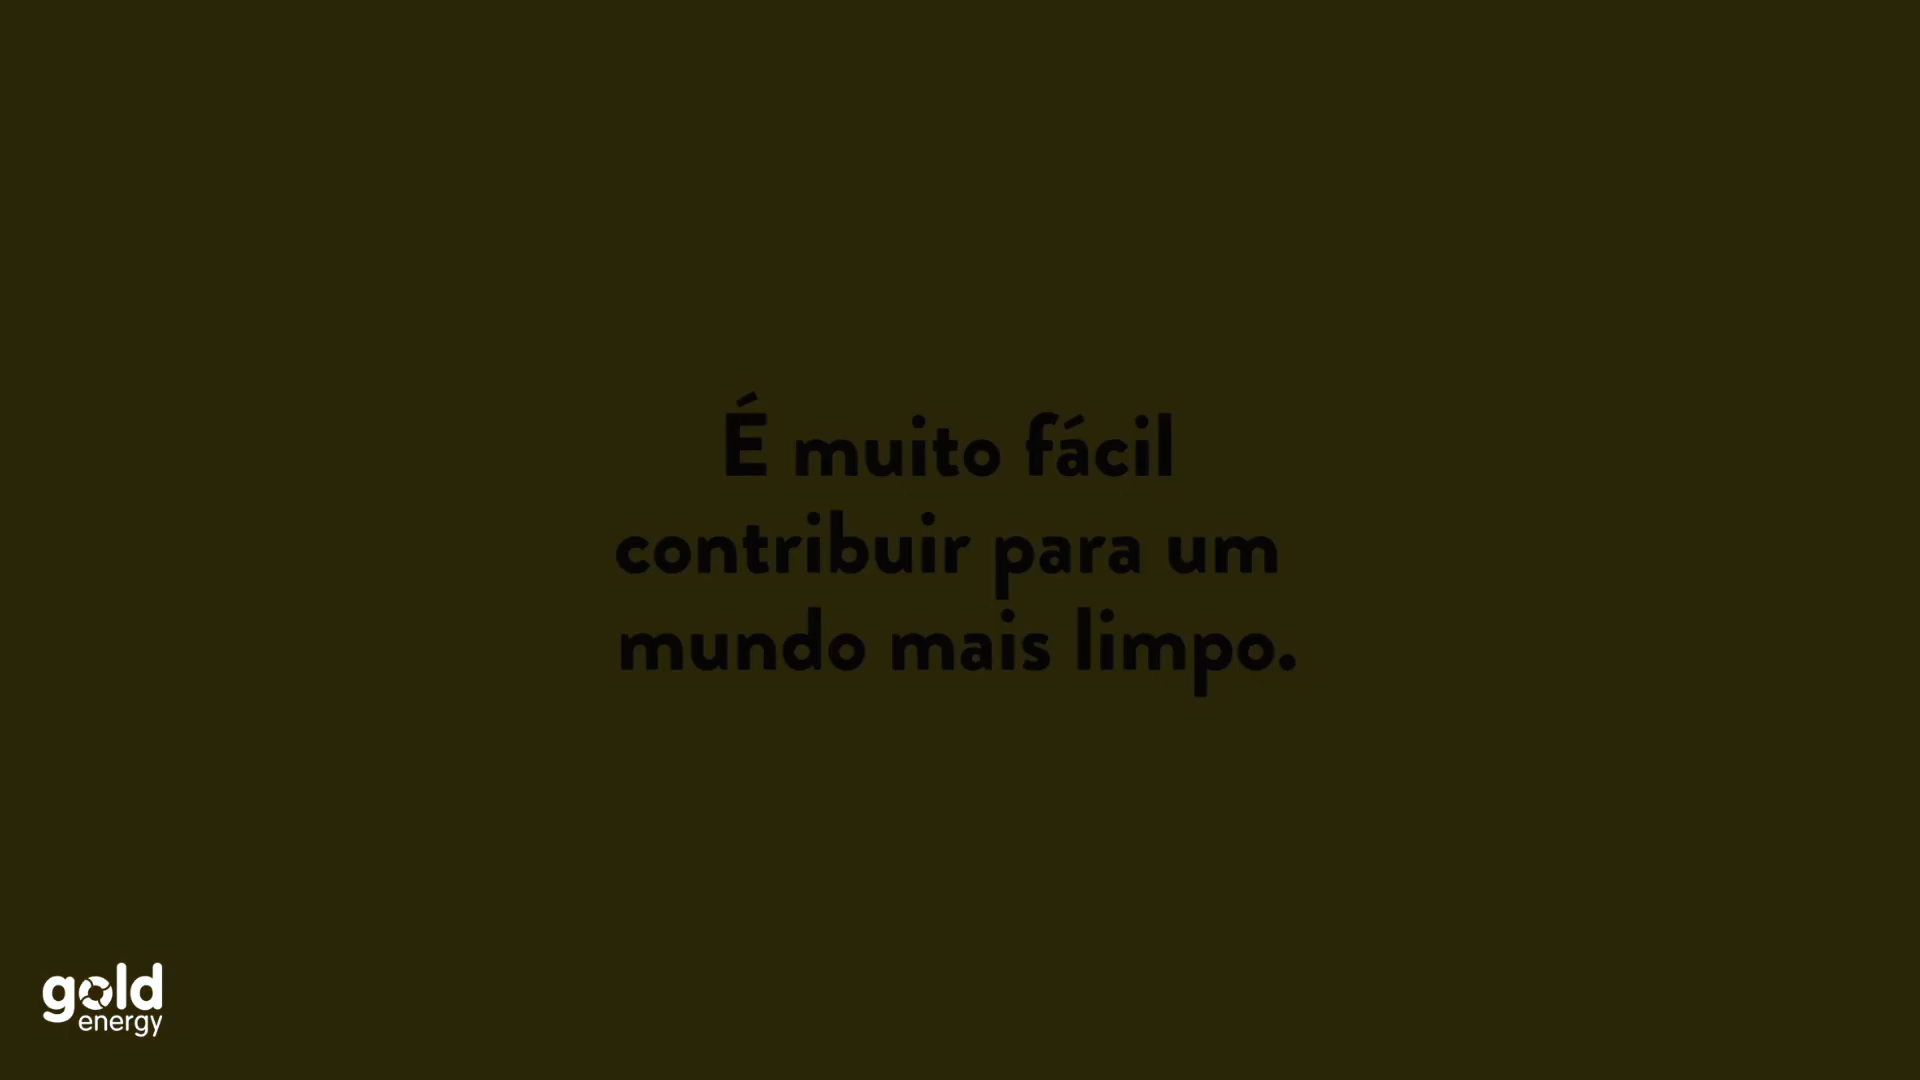 É muito fácil
contribuir para um
mundo mais limpo.
gold
energy